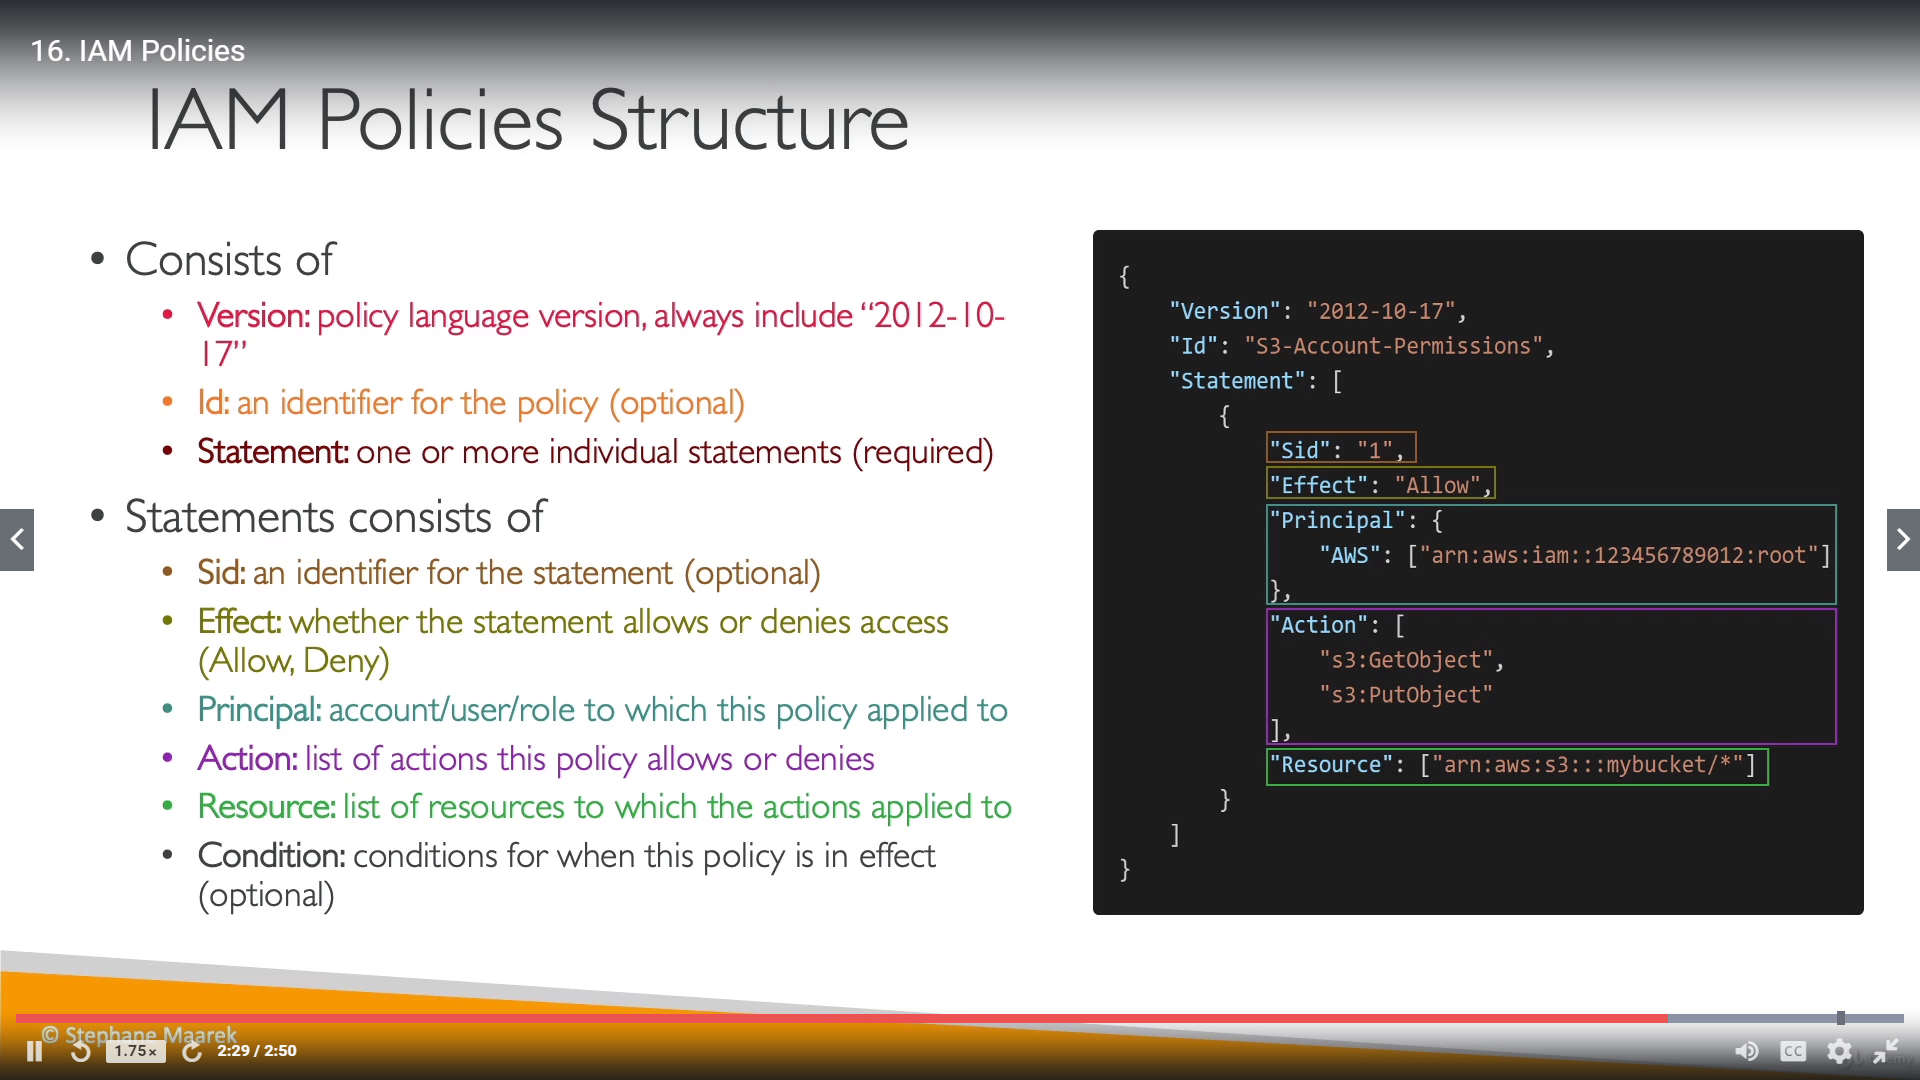 16. IAM Policies
IAM Policies Structure
• Consists of
• Version: policy language version, always include “2012-10-
17”
• Id: an identifier for the policy (optional)
• Statement: one or more individual statements (required)
• Statements consists of
• Sid: an identifier for the statement (optional)
• Effect: whether the statement allows or denies access
(Allow, Deny)
• Principal: account/user/role to which this policy applied to
• Action: list of actions this policy allows or denies
• Resource: list of resources to which the actions applied to
• Condition: conditions for when this policy is in effect
(optional)
{
"Version": "2012-10-17",
"Id": "S3-Account-Permissions",
"Statement": [
{
"Sid": "1",
"Effect": "Allow",
"Principal": {
"AWS": ["arn:aws:iam::123456789012:root"]
},
"Action": [
"s3:GetObject",
"s3:PutObject"
],
"Resource": ["arn:aws:s3:::mybucket/*"]
}
]
}
© Stephane Maarek
1.75×
2:29 / 2:50
CC